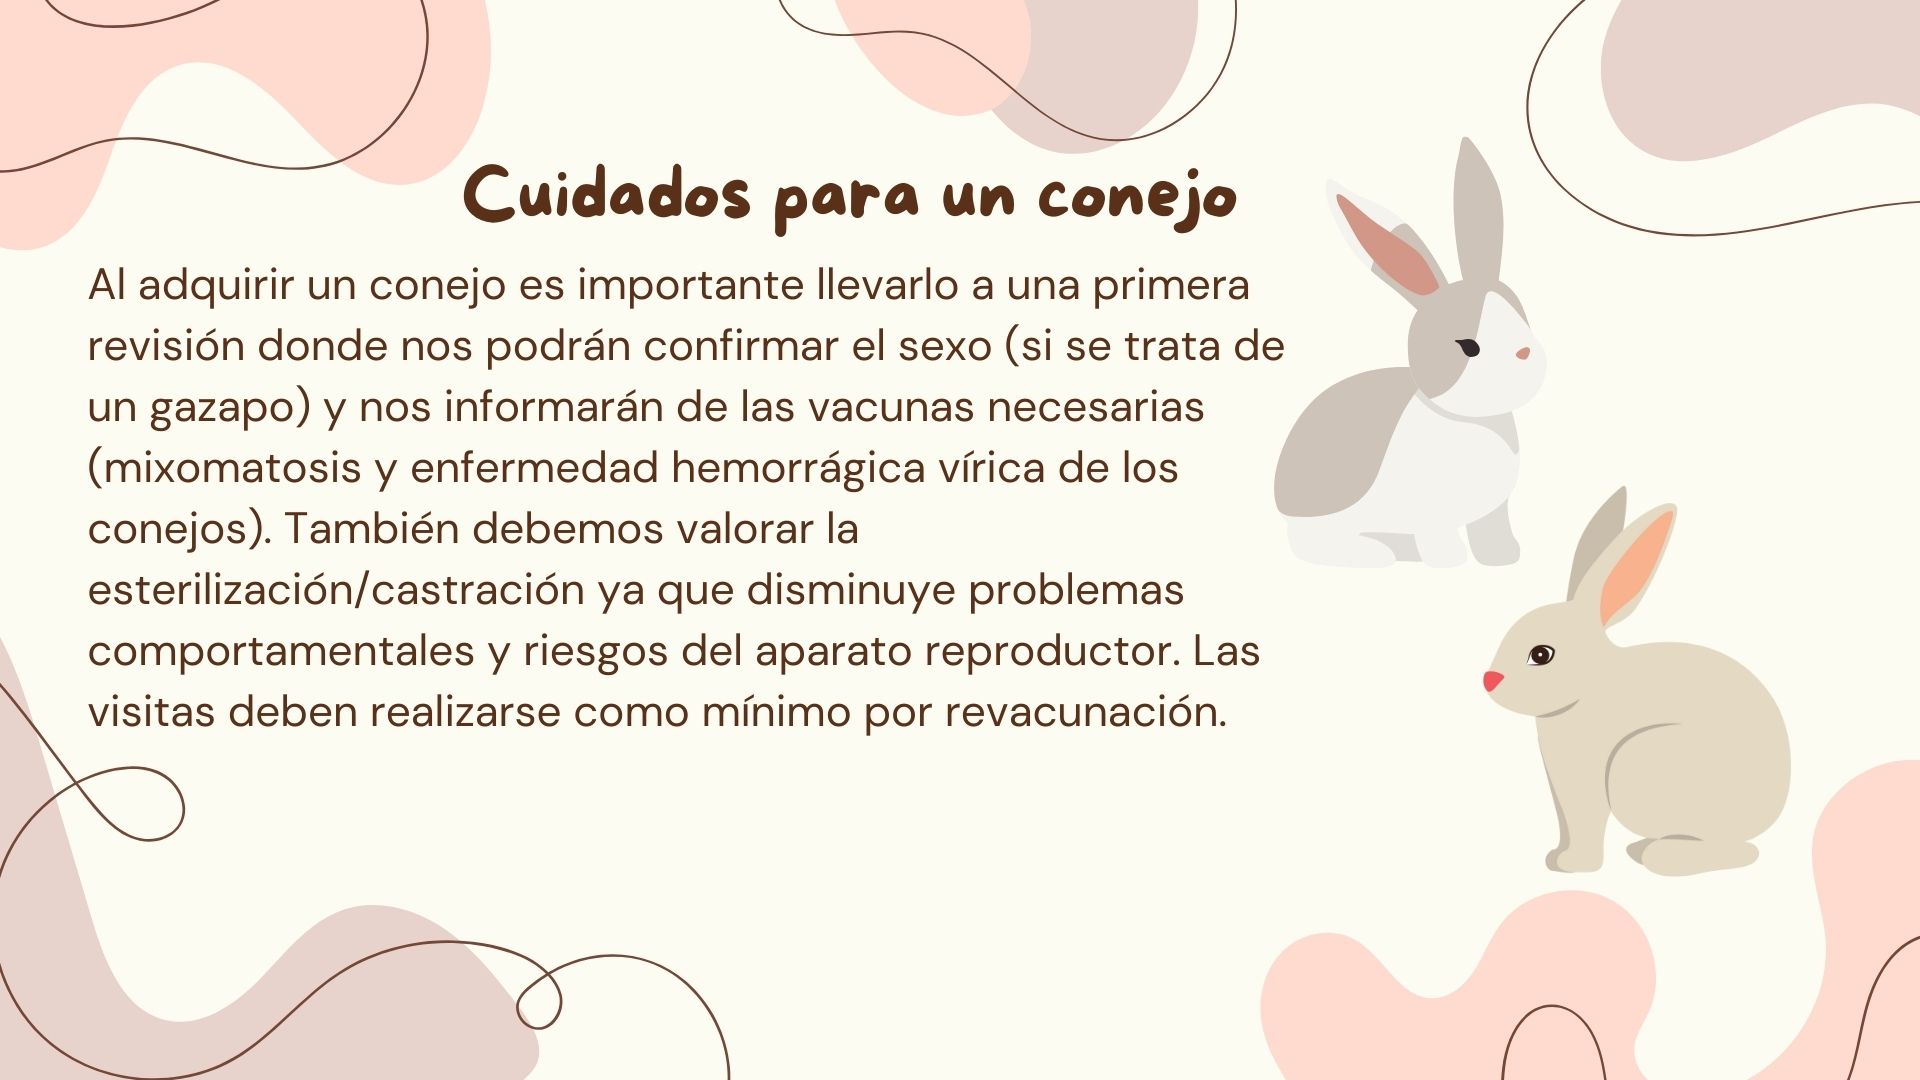 Cuidados para un conejo
Al adquirir un conejo es importante llevarlo a una primera
revisión donde nos podrán confirmar el sexo (si se trata de
un gazapo) y nos informarán de las vacunas necesarias
(mixomatosis y enfermedad hemorrágica vírica de los
conejos). También debemos valorar la
esterilización/castración ya que disminuye problemas
comportamentales y riesgos del aparato reproductor. Las
visitas deben realizarse como mínimo por revacunación.